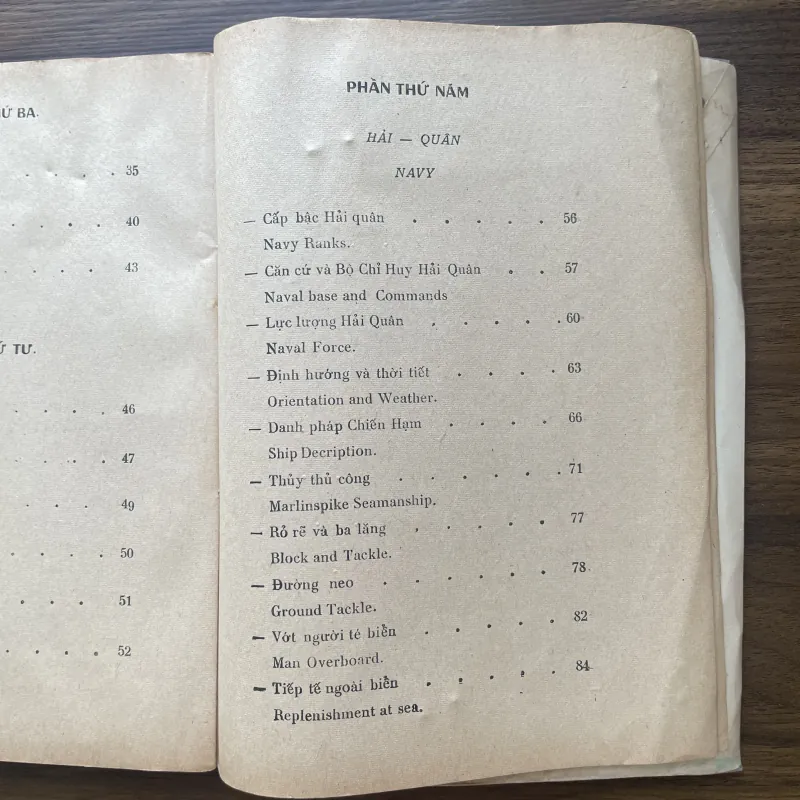 Ứ BA.
. . . . 35
. . . . 40
. . . . 43
Ứ TƯ.
. . . . 46
. . . . 47
. . . . 49
. . . . 50
. . . . 51
. . . . 52
PHẦN THỨ NĂM
HẢI — QUÂN
NAVY
— Cấp bậc Hải quân . . . . . 56
Navy Ranks.
— Căn cứ và Bộ Chỉ Huy Hải Quân . . 57
Naval base and Commands
— Lực lượng Hải Quân . . . . . 60
Naval Force.
— Định hướng và thời tiết . . . . 63
Orientation and Weather.
— Danh pháp Chiến Hạm . . . . 66
Ship Decription.
— Thủy thủ công . . . . . 71
Marlinspike Seamanship.
— Rỏ rẽ và ba lăng . . . . . 77
Block and Tackle.
— Đường neo . . . . . . 78
Ground Tackle.
— Vớt người té biển . . . . . 82
Man Overboard.
— Tiếp tế ngoài biển . . . . . 84
Replenishment at sea.